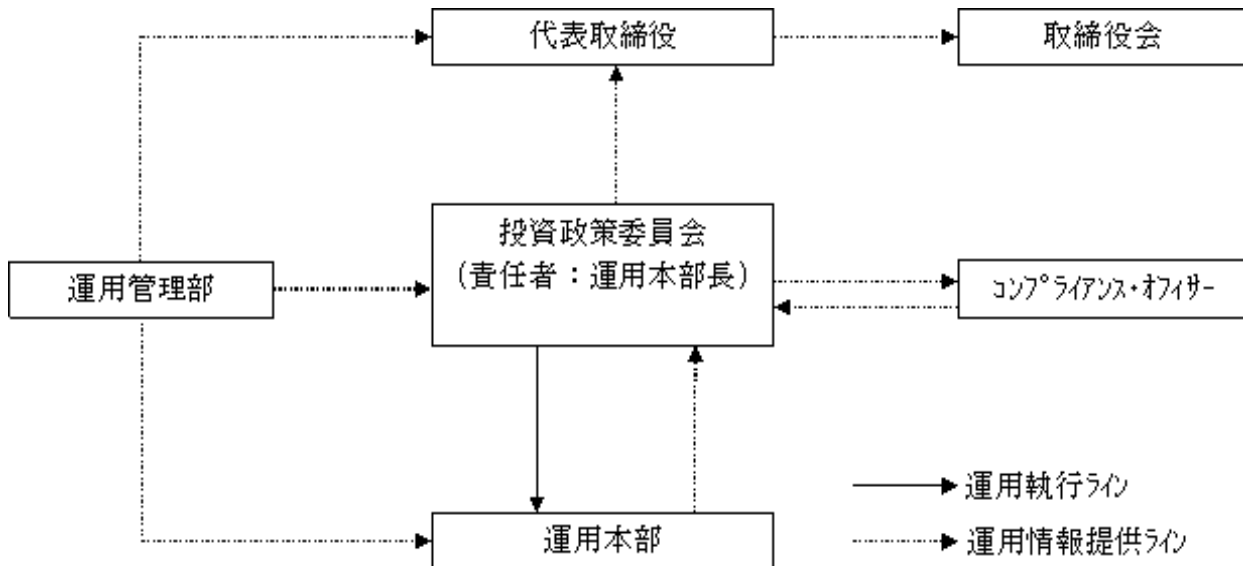 代表取締役
取締役会
投資政策委員会
（責任者：運用本部長）
運用管理部
ｺﾝﾌﾟﾗｲｱﾝｽ・ｵﾌｨｻｰ
運用本部
運用執行ﾗｲﾝ
運用情報提供ﾗｲﾝ